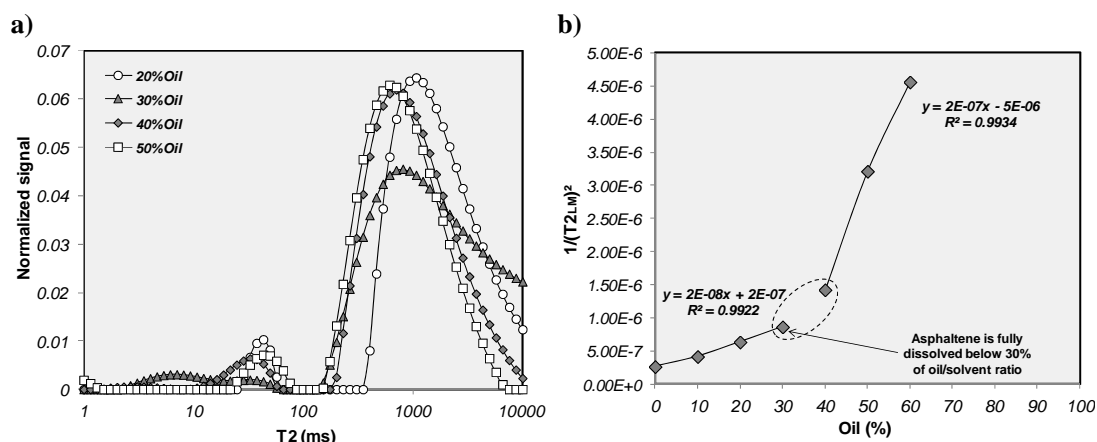 a)
0.07
0.06
0.05
0.04
0.03
0.02
0.01
0
Normalized signal
20%Oil
30%Oil
40%Oil
50%Oil
1
10
100
1000
10000
T2 (ms)
b)
5.00E-6
4.50E-6
4.00E-6
3.50E-6
3.00E-6
2.50E-6
2.00E-6
1.50E-6
1.00E-6
5.00E-7
0.00E+0
1/(T2LM)²
y = 2E-07x - 5E-06
R² = 0.9934
y = 2E-08x + 2E-07
R² = 0.9922
Asphaltene is fully
dissolved below 30%
of oil/solvent ratio
0
10
20
30
40
50
60
70
80
90
100
Oil (%)